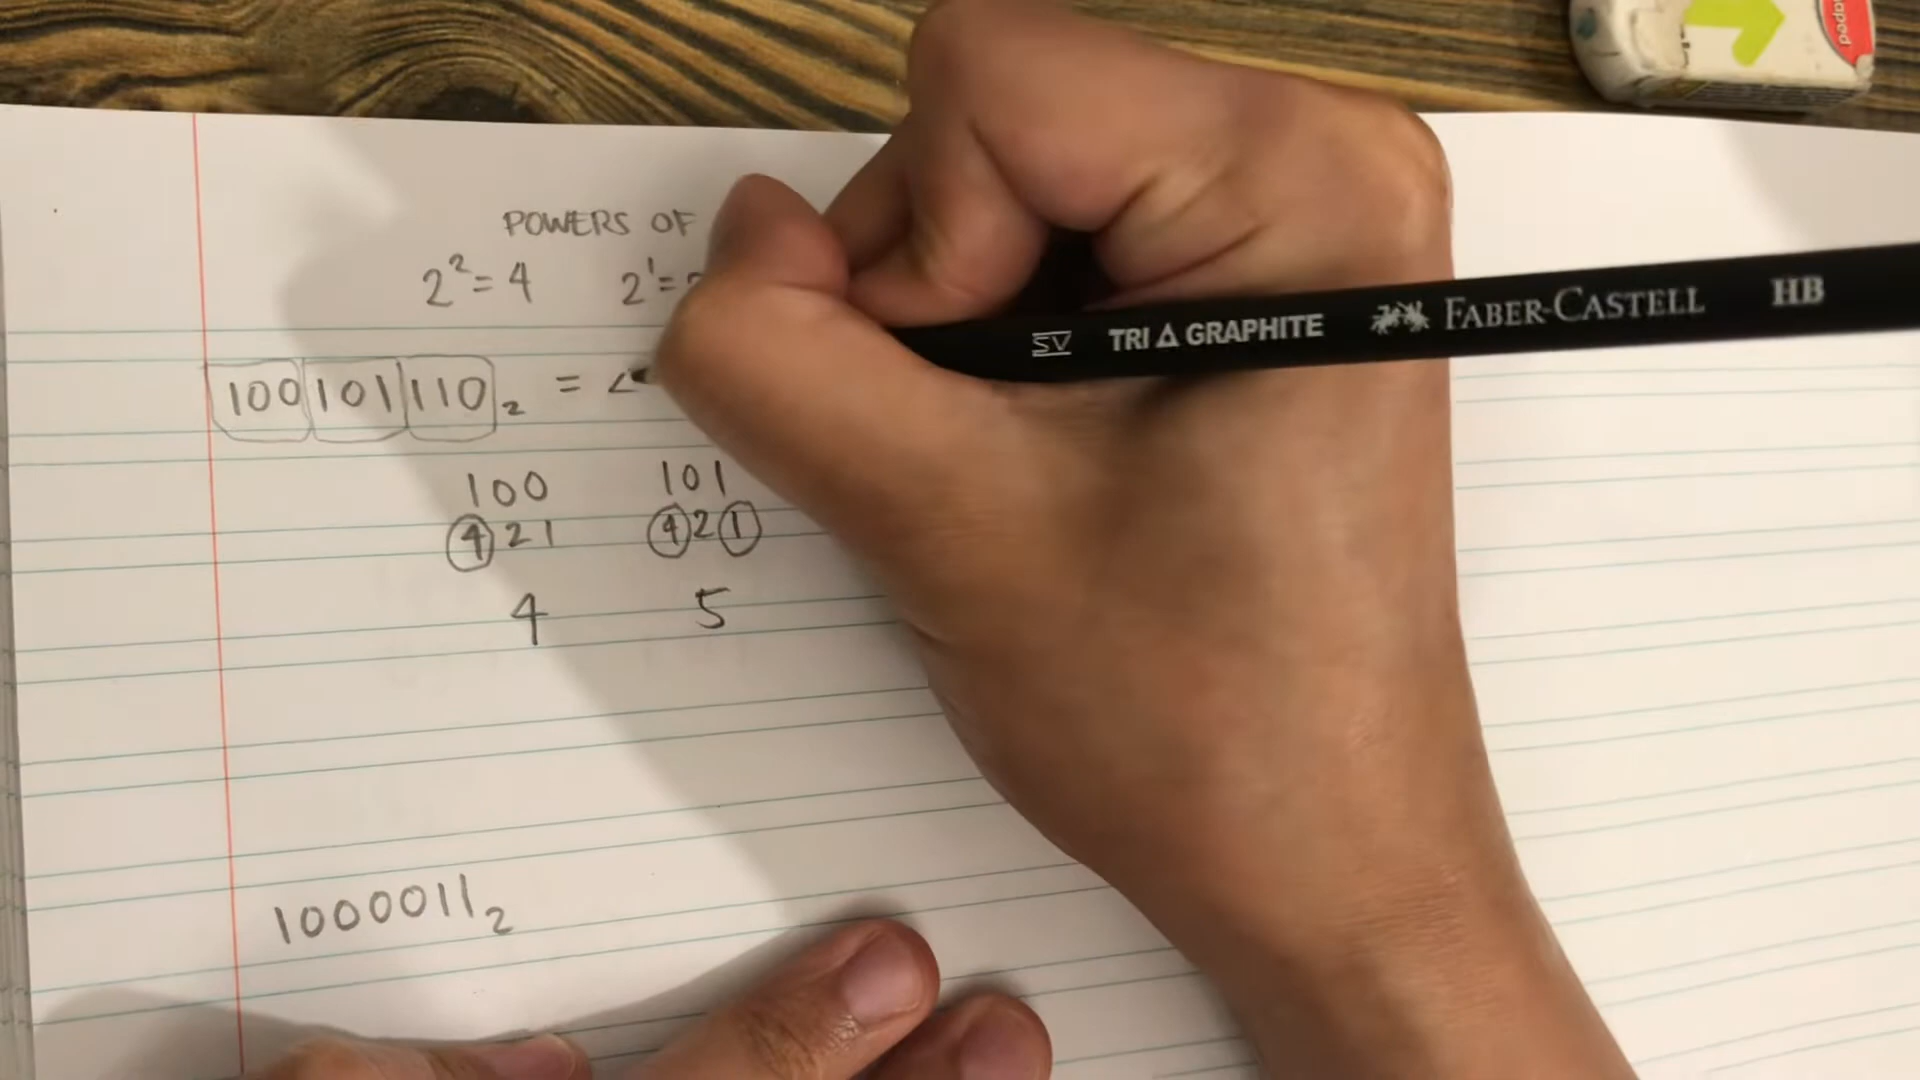 POWERS OF
2²=4 2¹=
100 101 110₂ =
100 101
4 2 1 4 2 1
4 5
1000011₂
SV TRI GRAPHITE FABER-CASTELL HB